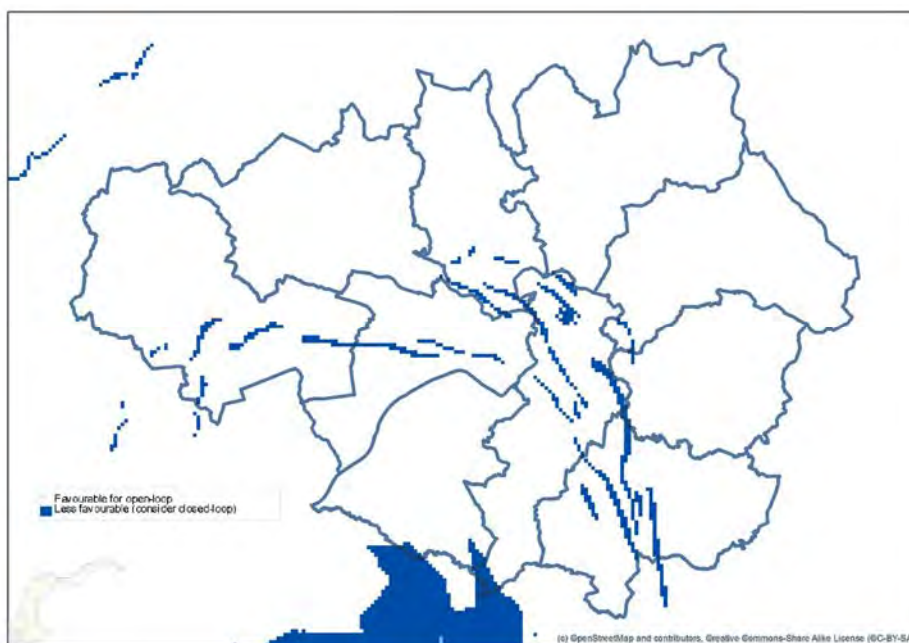 Favourable for open-loop
Less favourable (consider closed-loop)
(c) OpenStreetMap and contributors, Creative Commons-Share Alike License (CC-BY-SA